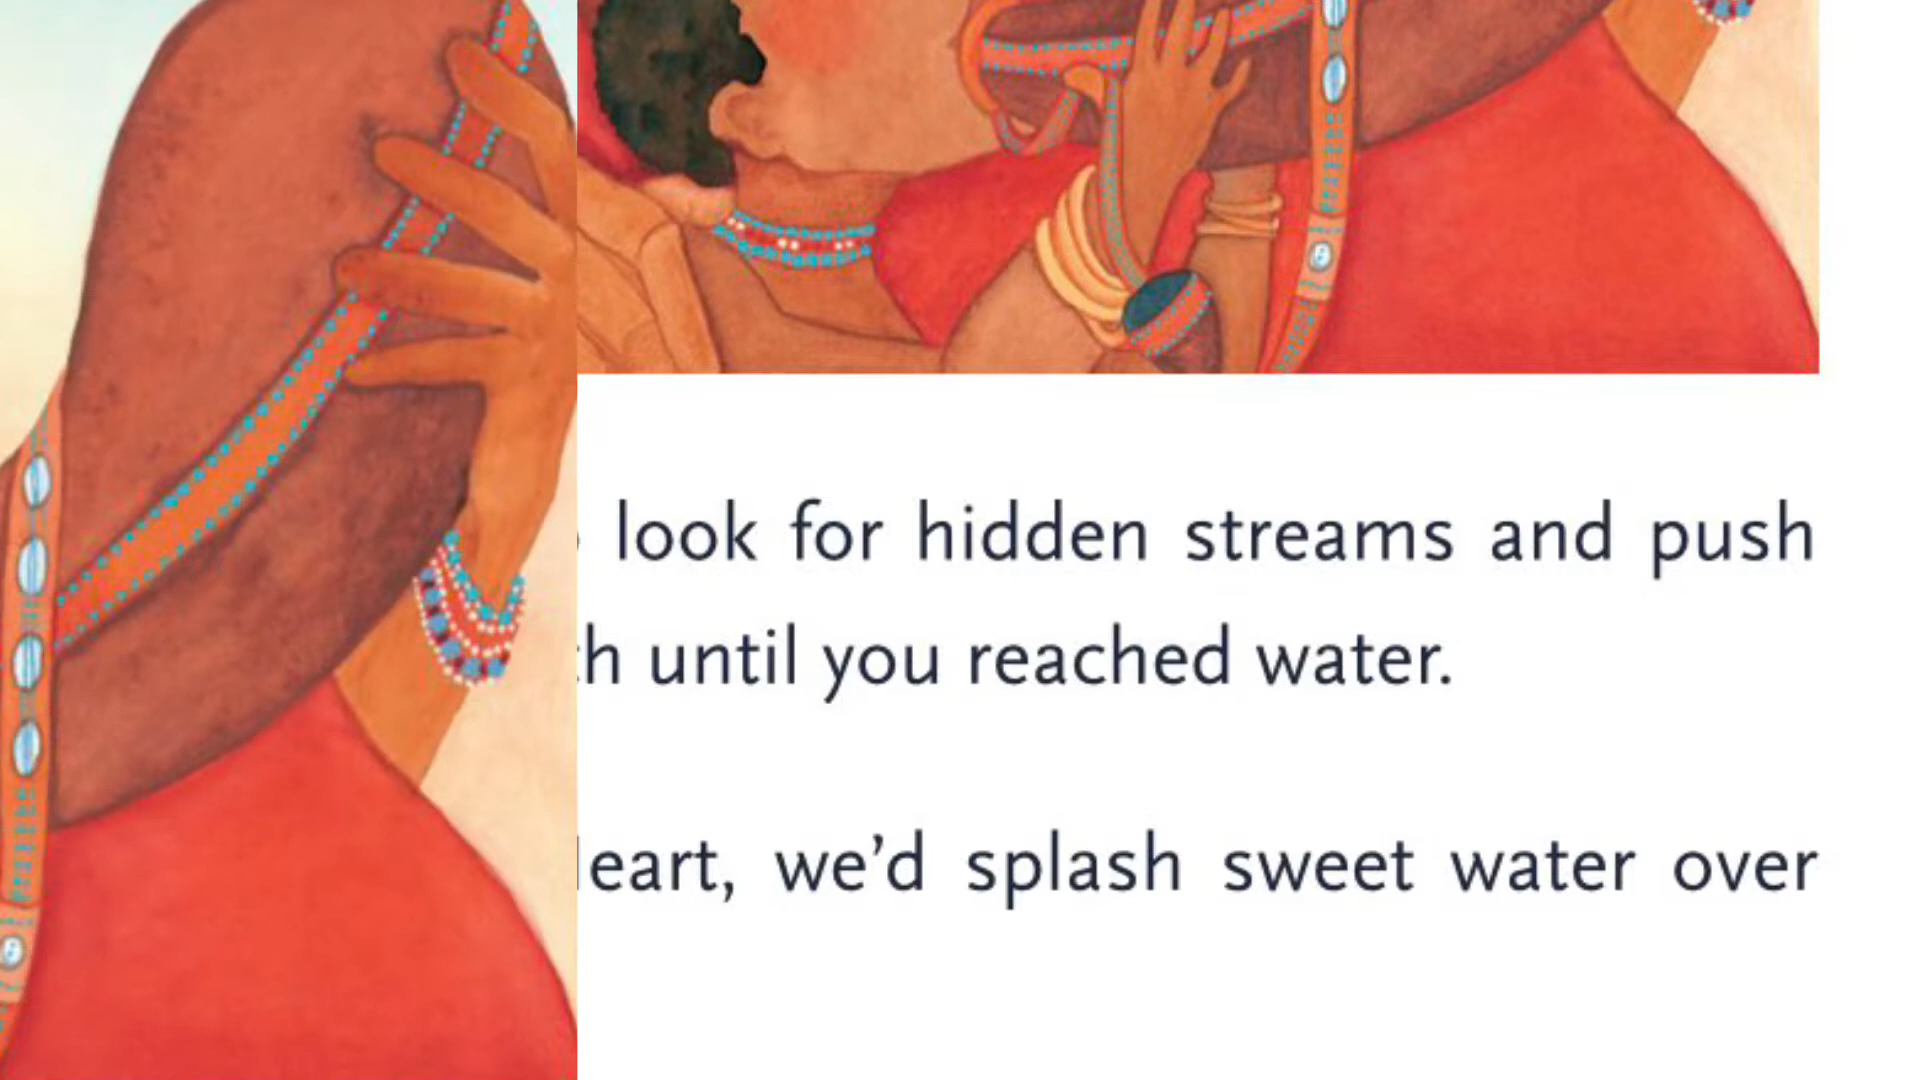 look for hidden streams and push
until you reached water.
we’d splash sweet water over